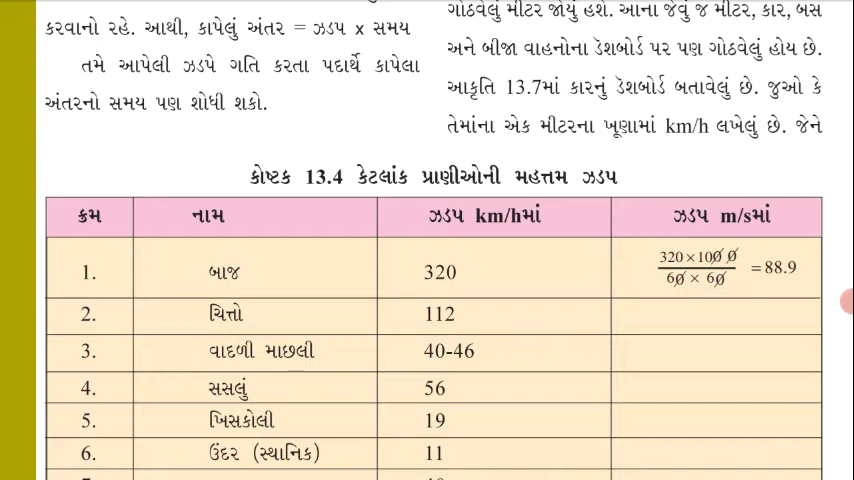 કરવાનો રહે. આથી, કાપેલું અંતર = ઝડપ x સમય
તમે આપેલી ઝડપે ગતિ કરતા પદાર્થે કાપેલા
અંતરનો સમય પણ શોધી શકો.
ગોઠવેલું મીટર જોયું હશે. આના જેવું જ મીટર, કાર, બસ
અને બીજા વાહનોના ડૅશબોર્ડ પર પણ ગોઠવેલું હોય છે.
આકૃતિ 13.7માં કારનું ડૅશબોર્ડ બતાવેલું છે. જુઓ કે
તેમાંના એક મીટરના ખૂણામાં km/h લખેલું છે. જેને
કોષ્ટક 13.4 કેટલાંક પ્રાણીઓની મહત્તમ ઝડપ
ક્રમ નામ ઝડપ km/hમાં ઝડપ m/sમાં
1. બાજ 320 320 × 1000 / 60 × 60 = 88.9
2. ચિત્તો 112
3. વાદળી માછલી 40-46
4. સસલું 56
5. ખિસકોલી 19
6. ઉંદર (સ્થાનિક) 11